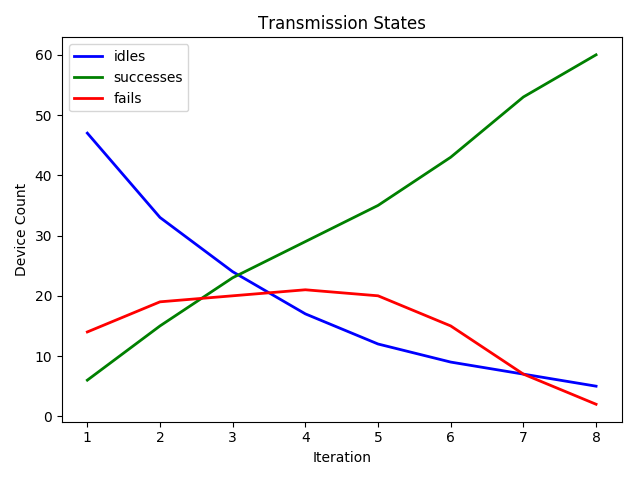 Transmission States
idles
successes
fails
Device Count
60
50
40
30
20
10
0
1 2 3 4 5 6 7 8
Iteration